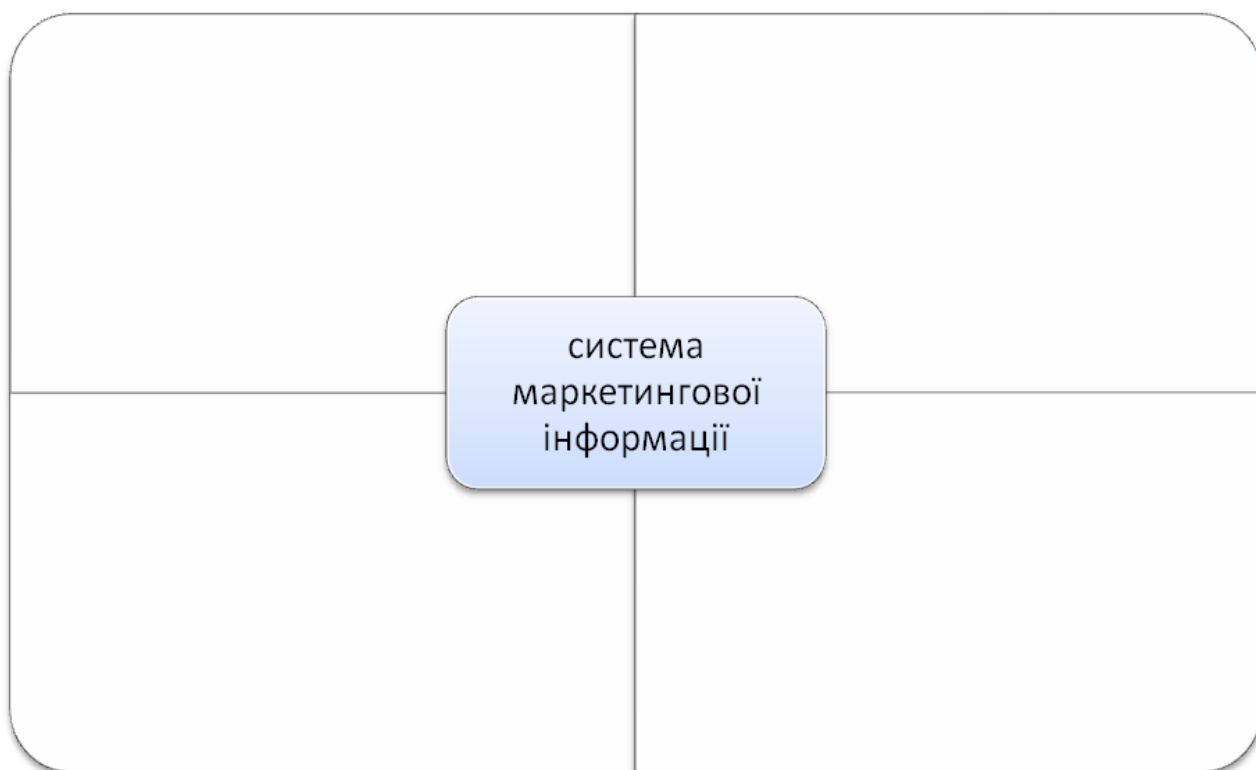 система
маркетингової
інформації